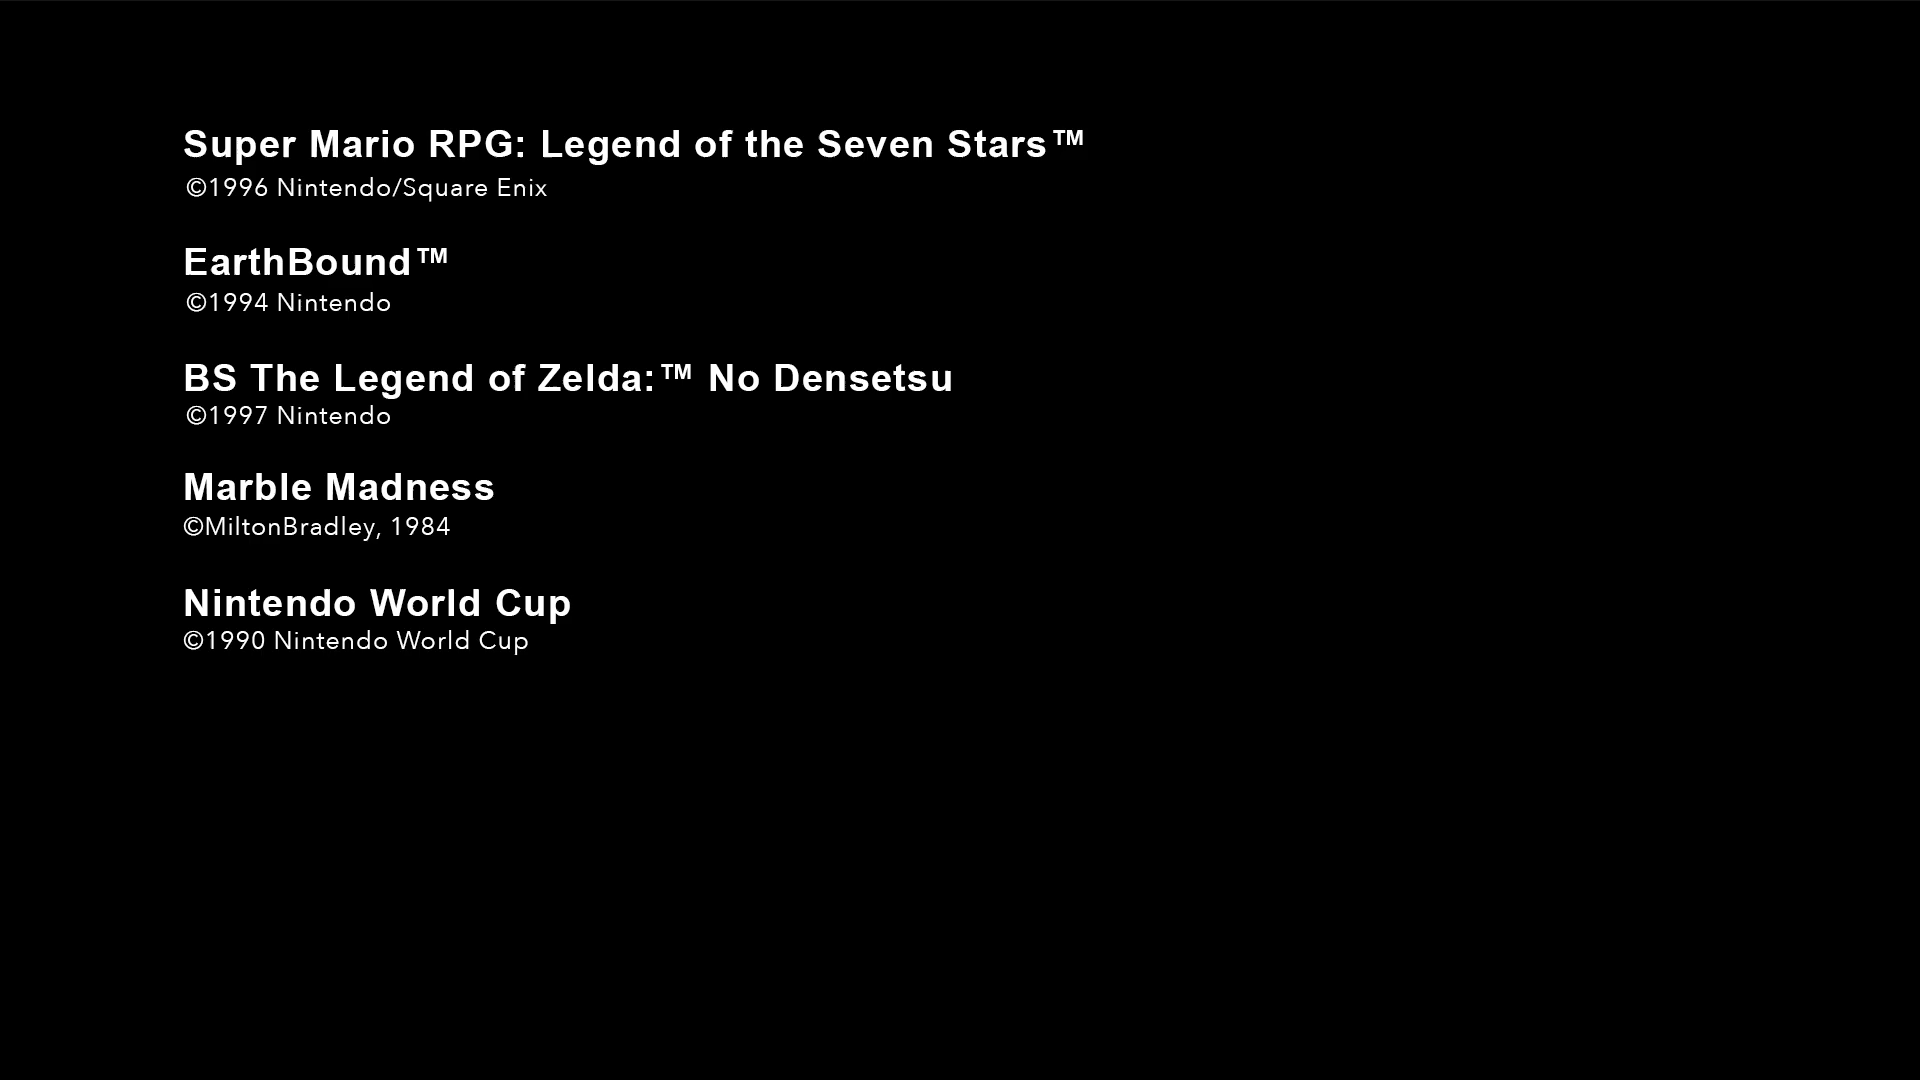 Super Mario RPG: Legend of the Seven Stars™
©1996 Nintendo/Square Enix
EarthBound™
©1994 Nintendo
BS The Legend of Zelda:™ No Densetsu
©1997 Nintendo
Marble Madness
©MiltonBradley, 1984
Nintendo World Cup
©1990 Nintendo World Cup